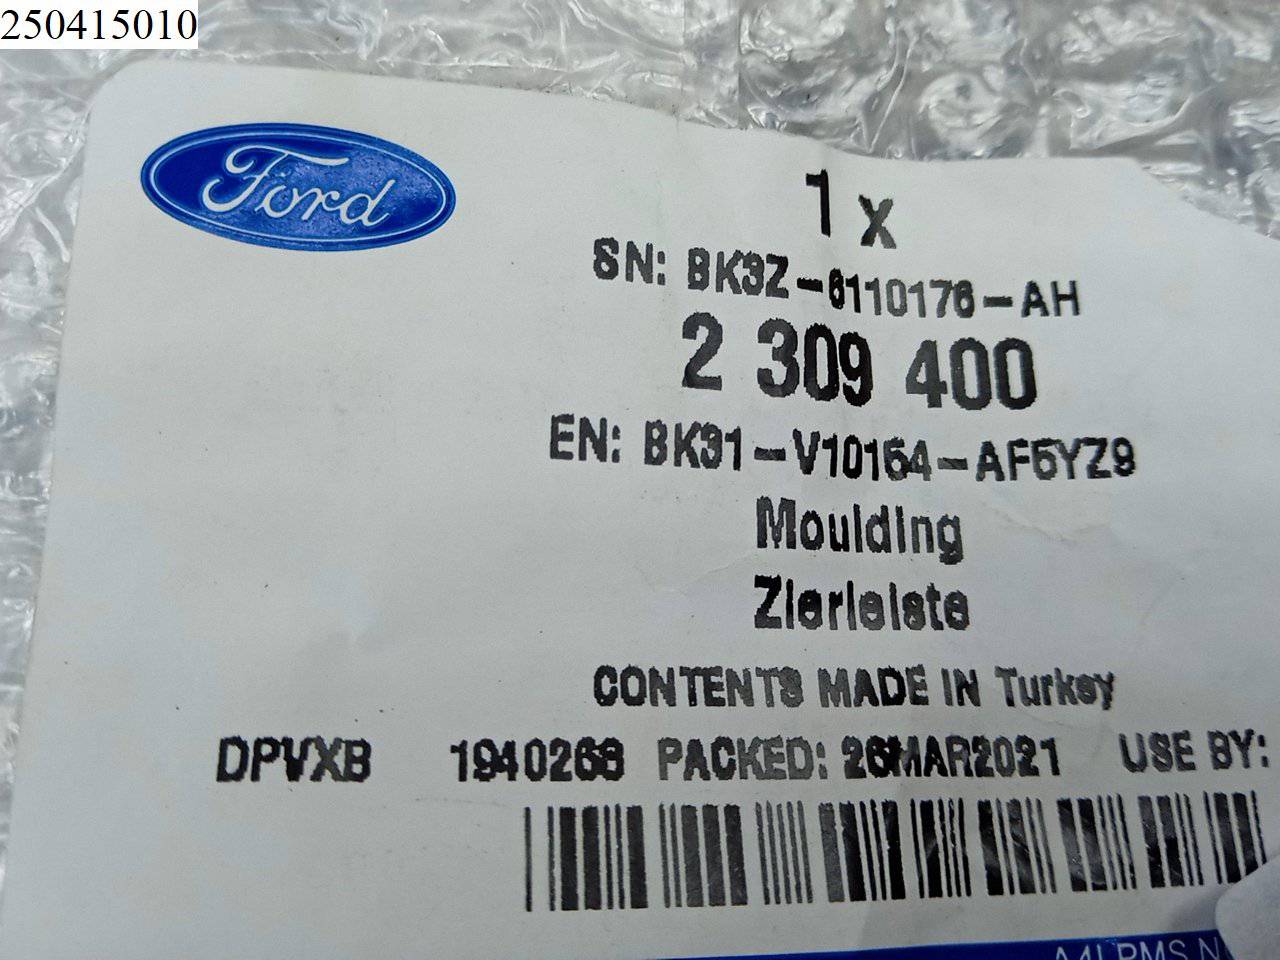 250415010
Ford
1 x
SN: BK3Z-6110176-AH
2 309 400
EN: BK31-V10154-AF5YZ9
Moulding
Zierleiste
CONTENTS MADE IN Turkey
DPVXB 1940268 PACKED: 26MAR2021 USE BY: